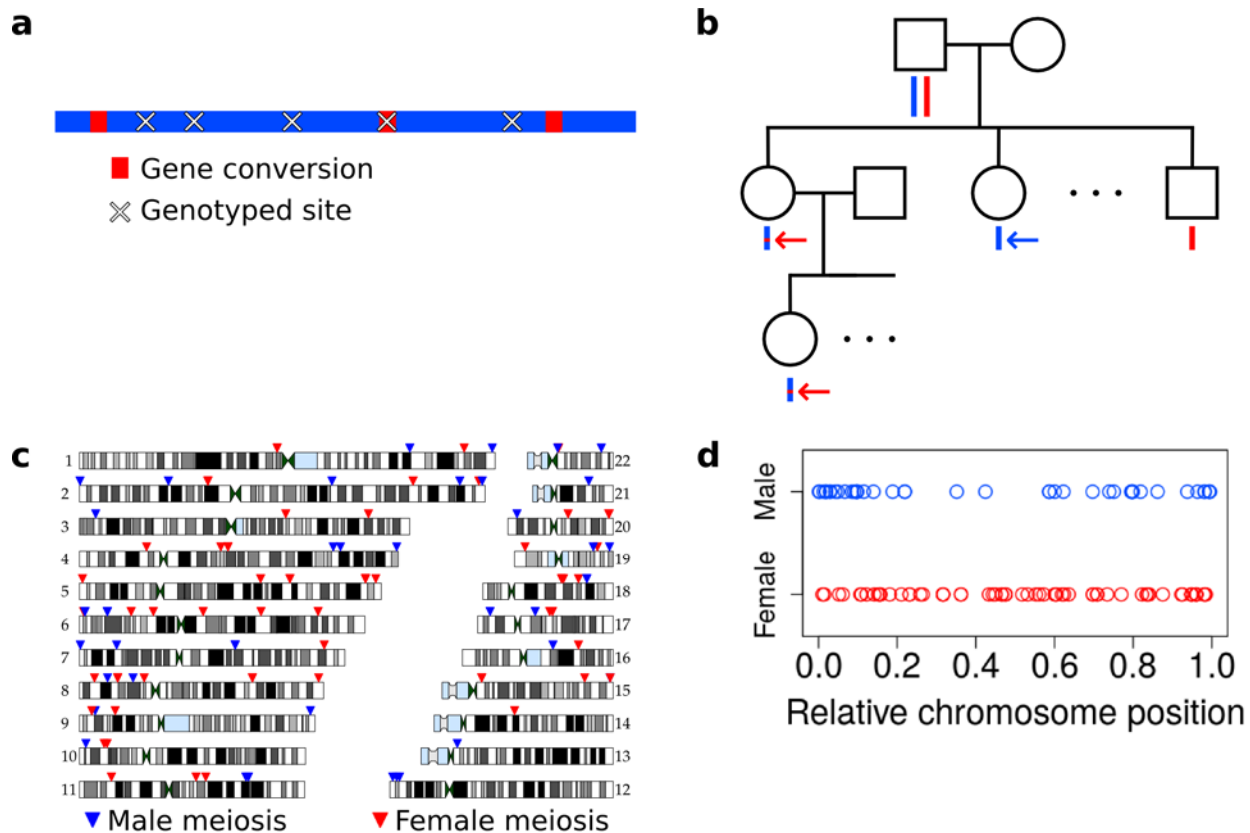 a
Gene conversion
Genotyped site
b
. . .
. . .
c
1 22
2 21
3 20
4 19
5 18
6 17
7 16
8 15
9 14
10 13
11 12
Male meiosis Female meiosis
d
Male
Female
0.0 0.2 0.4 0.6 0.8 1.0
Relative chromosome position